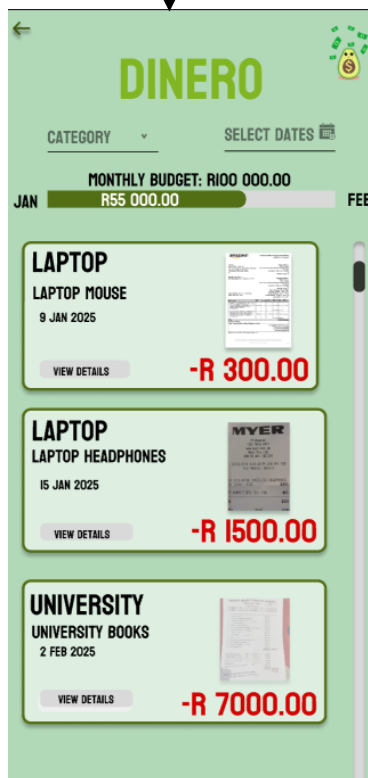 DINERO
CATEGORY
SELECT DATES
MONTHLY BUDGET: R100 000.00
JAN
R55 000.00
FEB
LAPTOP
LAPTOP MOUSE
9 JAN 2025
VIEW DETAILS
-R 300.00
LAPTOP
LAPTOP HEADPHONES
15 JAN 2025
MYER
VIEW DETAILS
-R 1500.00
UNIVERSITY
UNIVERSITY BOOKS
2 FEB 2025
VIEW DETAILS
-R 7000.00